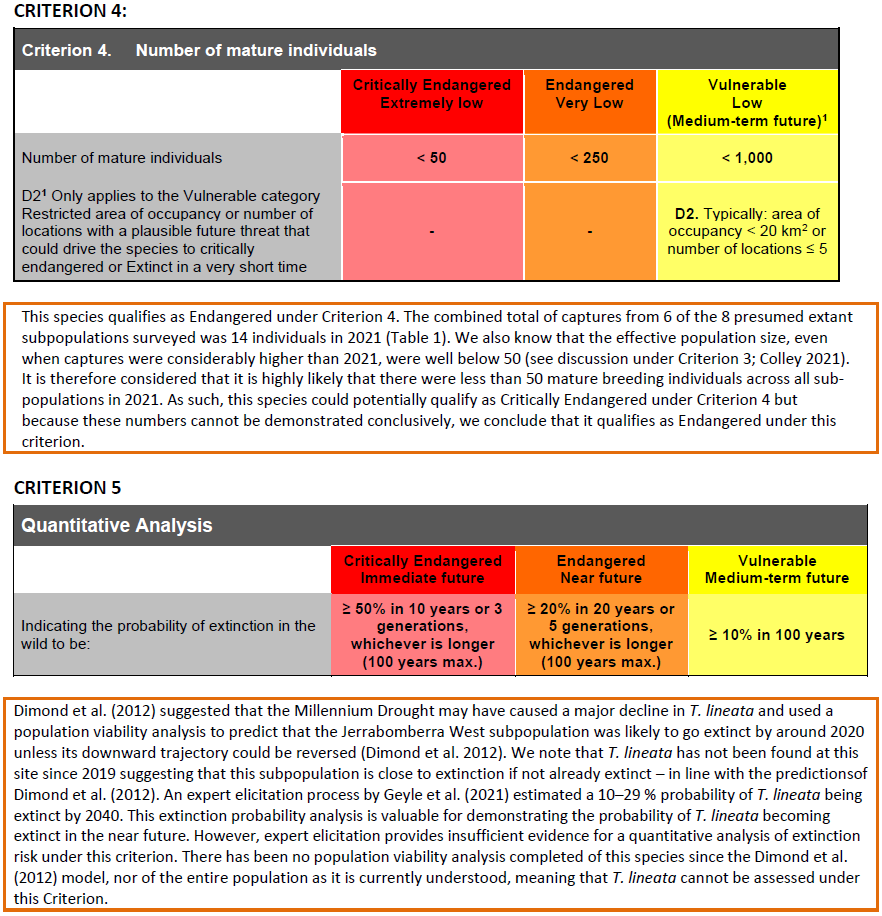 CRITERION 4:
Criterion 4. Number of mature individuals
Critically Endangered
Extremely low
Endangered
Very Low
Vulnerable
Low
(Medium-term future)¹
Number of mature individuals
< 50
< 250
< 1,000
D2¹ Only applies to the Vulnerable category
Restricted area of occupancy or number of
locations with a plausible future threat that
could drive the species to critically
endangered or Extinct in a very short time
-
-
D2. Typically: area of
occupancy < 20 km² or
number of locations ≤ 5
This species qualifies as Endangered under Criterion 4. The combined total of captures from 6 of the 8 presumed extant
subpopulations surveyed was 14 individuals in 2021 (Table 1). We also know that the effective population size, even
when captures were considerably higher than 2021, were well below 50 (see discussion under Criterion 3; Colley 2021).
It is therefore considered that it is highly likely that there were less than 50 mature breeding individuals across all sub-
populations in 2021. As such, this species could potentially qualify as Critically Endangered under Criterion 4 but
because these numbers cannot be demonstrated conclusively, we conclude that it qualifies as Endangered under this
criterion.
CRITERION 5
Quantitative Analysis
Critically Endangered
Immediate future
Endangered
Near future
Vulnerable
Medium-term future
Indicating the probability of extinction in the
wild to be:
≥ 50% in 10 years or 3
generations,
whichever is longer
(100 years max.)
≥ 20% in 20 years or
5 generations,
whichever is longer
(100 years max.)
≥ 10% in 100 years
Dimond et al. (2012) suggested that the Millennium Drought may have caused a major decline in T. lineata and used a
population viability analysis to predict that the Jerrabomberra West subpopulation was likely to go extinct by around 2020
unless its downward trajectory could be reversed (Dimond et al. 2012). We note that T. lineata has not been found at this
site since 2019 suggesting that this subpopulation is close to extinction if not already extinct – in line with the predictionsof
Dimond et al. (2012). An expert elicitation process by Geyle et al. (2021) estimated a 10–29 % probability of T. lineata being
extinct by 2040. This extinction probability analysis is valuable for demonstrating the probability of T. lineata becoming
extinct in the near future. However, expert elicitation provides insufficient evidence for a quantitative analysis of extinction
risk under this criterion. There has been no population viability analysis completed of this species since the Dimond et al.
(2012) model, nor of the entire population as it is currently understood, meaning that T. lineata cannot be assessed under
this Criterion.